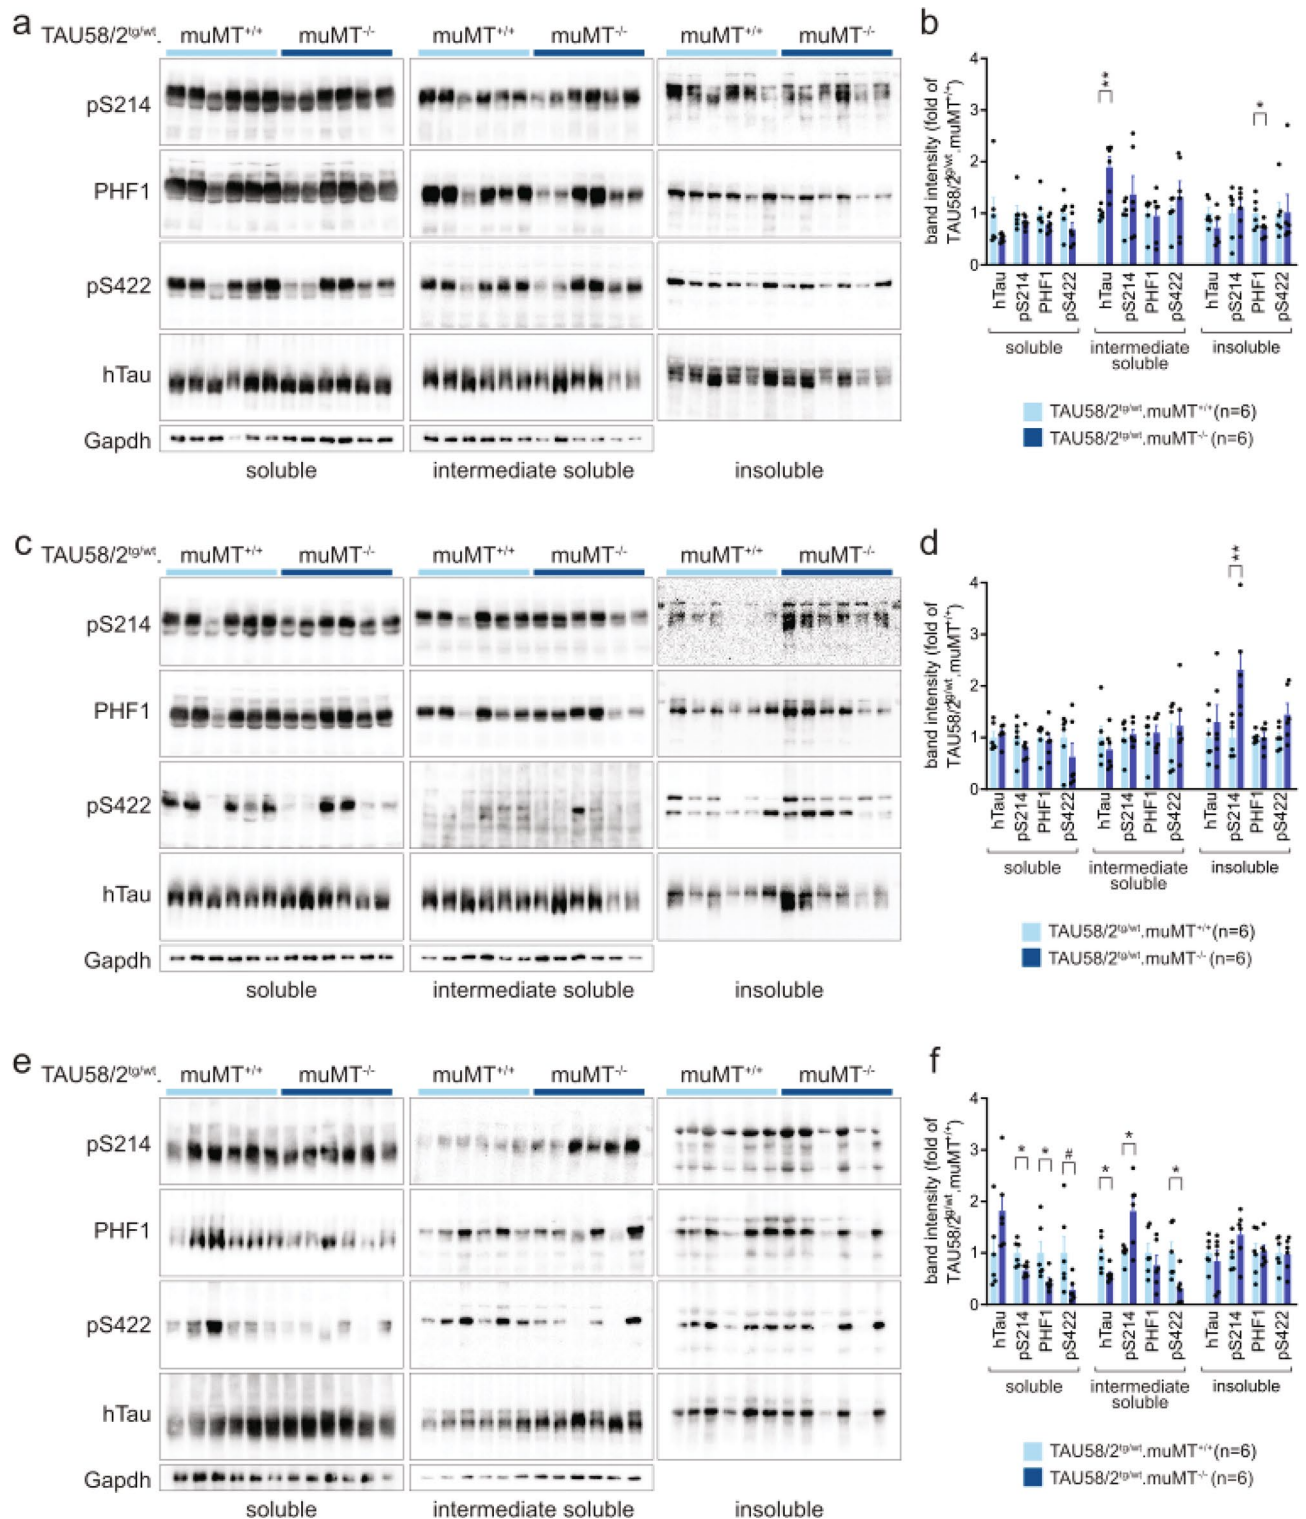 a
TAU58/2tg/wt.
muMT+/+ muMT-/- muMT+/+ muMT-/- muMT+/+ muMT-/-
pS214
PHF1
pS422
hTau
Gapdh
soluble intermediate soluble insoluble
b
band intensity (fold of
TAU58/2tg/wt.muMT+/+)
4
3
2
1
0
** *
hTau pS214 PHF1 pS422 hTau pS214 PHF1 pS422 hTau pS214 PHF1 pS422
soluble intermediate insoluble
soluble
TAU58/2tg/wt.muMT+/+(n=6)
TAU58/2tg/wt.muMT-/-(n=6)
c
TAU58/2tg/wt.
muMT+/+ muMT-/- muMT+/+ muMT-/- muMT+/+ muMT-/-
pS214
PHF1
pS422
hTau
Gapdh
soluble intermediate soluble insoluble
d
band intensity (fold of
TAU58/2tg/wt.muMT+/+)
4
3
2
1
0
**
hTau pS214 PHF1 pS422 hTau pS214 PHF1 pS422 hTau pS214 PHF1 pS422
soluble intermediate insoluble
soluble
TAU58/2tg/wt.muMT+/+(n=6)
TAU58/2tg/wt.muMT-/-(n=6)
e
TAU58/2tg/wt.
muMT+/+ muMT-/- muMT+/+ muMT-/- muMT+/+ muMT-/-
pS214
PHF1
pS422
hTau
Gapdh
soluble intermediate soluble insoluble
f
band intensity (fold of
TAU58/2tg/wt.muMT+/+)
4
3
2
1
0
* * # * * *
hTau pS214 PHF1 pS422 hTau pS214 PHF1 pS422 hTau pS214 PHF1 pS422
soluble intermediate insoluble
soluble
TAU58/2tg/wt.muMT+/+(n=6)
TAU58/2tg/wt.muMT-/-(n=6)